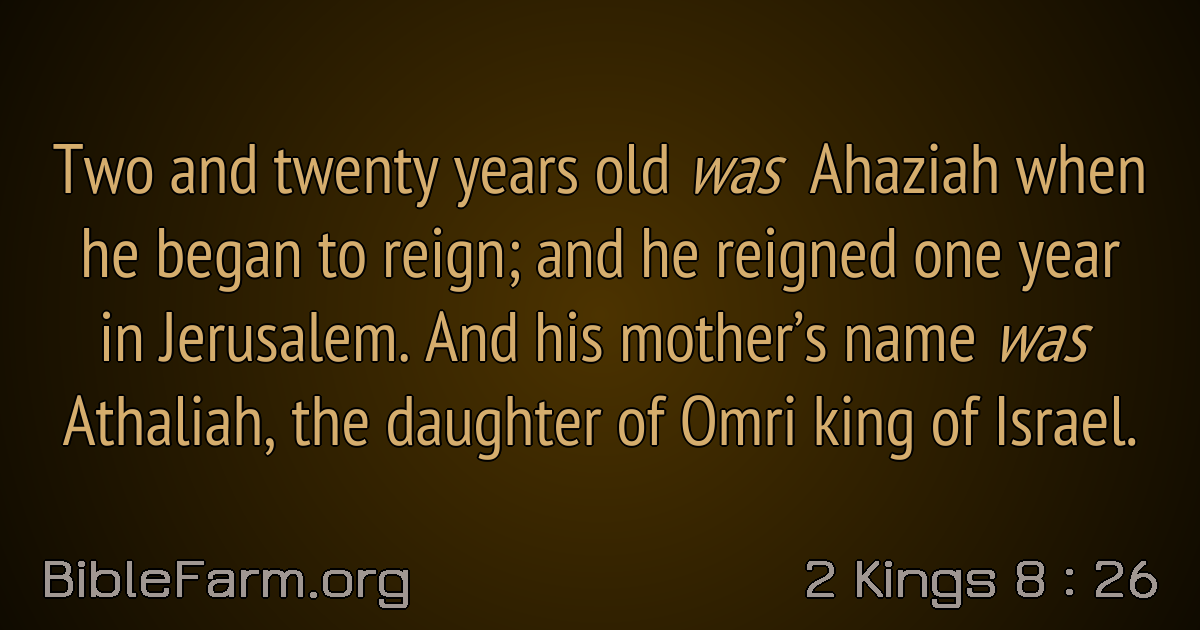 Two and twenty years old was Ahaziah when
he began to reign; and he reigned one year
in Jerusalem. And his mother’s name was
Athaliah, the daughter of Omri king of Israel.
BibleFarm.org
2 Kings 8 : 26